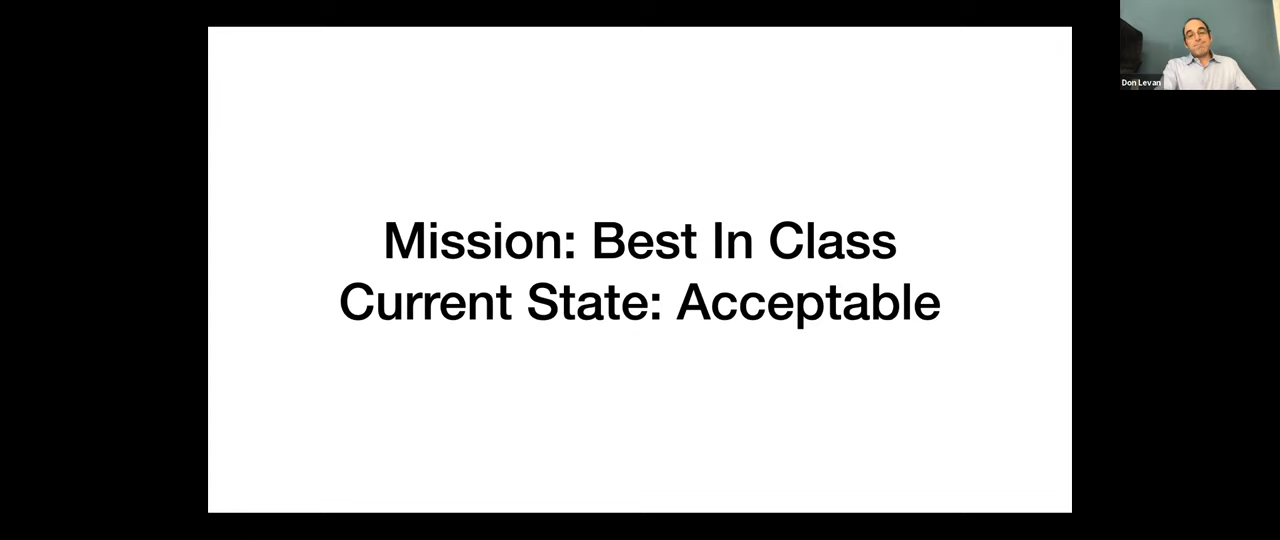 Mission: Best In Class
Current State: Acceptable
Don Levan